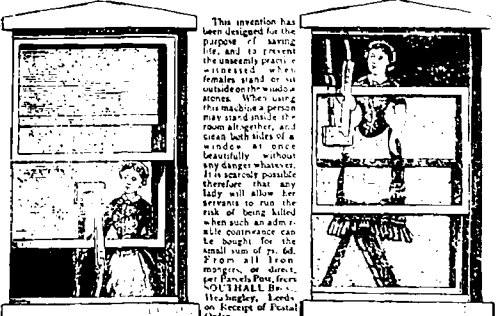 This invention has
been designed for the
purpose of saving
life, and to prevent
the unseemly practice
witnessed when
females stand or sit
outside on the window
stones. When using
this machine a person
may stand inside the
room altogether, and
clean both sides of a
window at once
beautifully without
any danger whatever.
It is scarcely possible
therefore that any
lady will allow her
servants to run the
risk of being killed
when such an admir-
able contrivance can
be bought for the
small sum of 7s. 6d.
From all Iron-
mongers, or direct,
per Parcels Post, from
SOUTHALL
Headingley, Leeds
on Receipt of Postal
Order